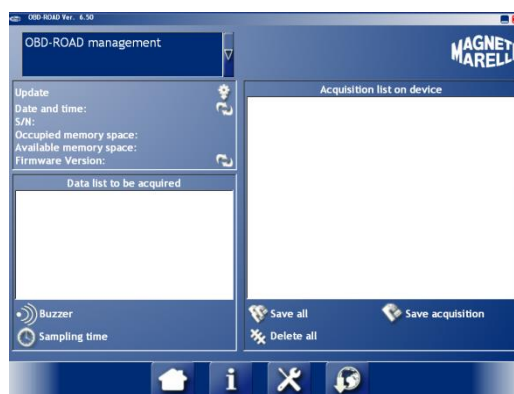 OBD-ROAD Ver. 6.50
OBD-ROAD management
MAGNETI
MARELLI
Update
Date and time:
S/N:
Occupied memory space:
Available memory space:
Firmware Version:
Data list to be acquired
Buzzer
Sampling time
Acquisition list on device
Save all
Save acquisition
Delete all